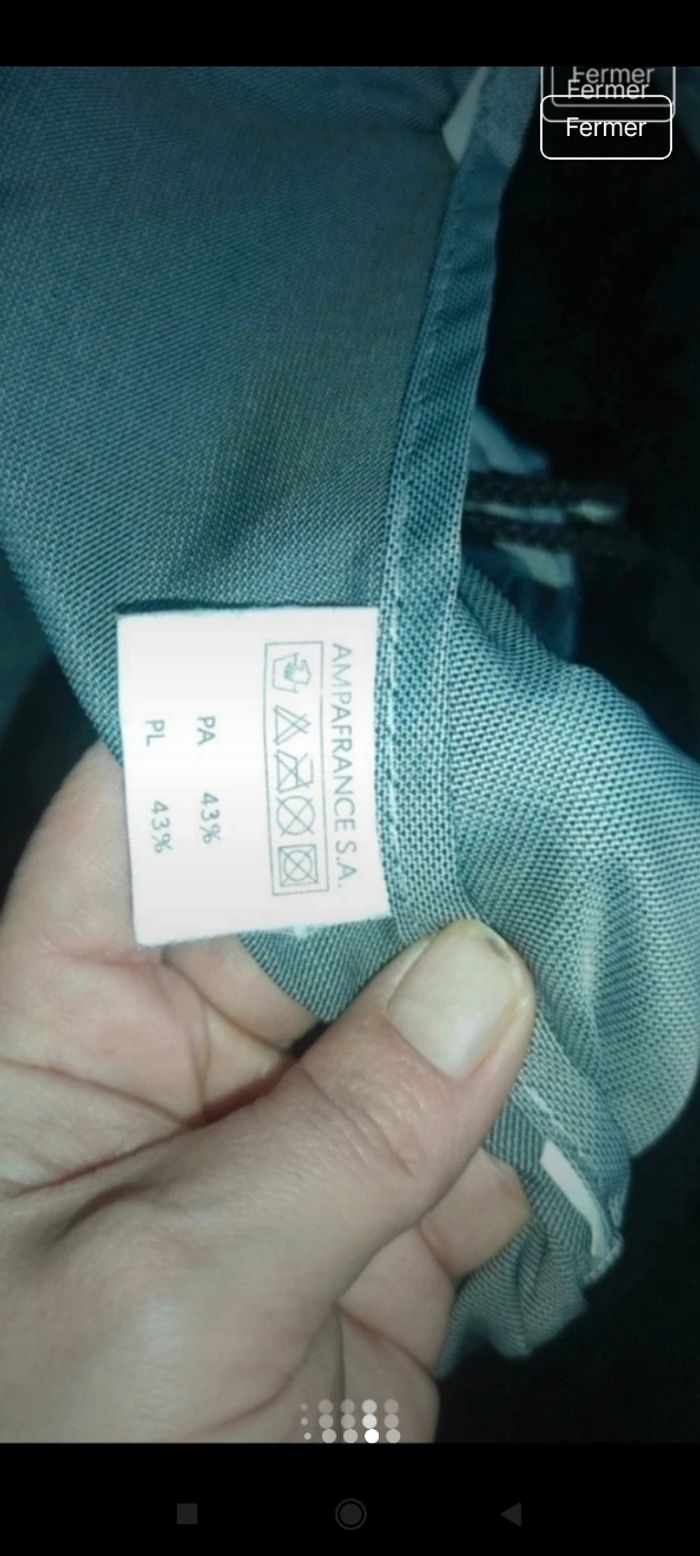 Fermer
Fermer
Fermer
AMPAFRANCE S.A.
PA 43%
PL 43%